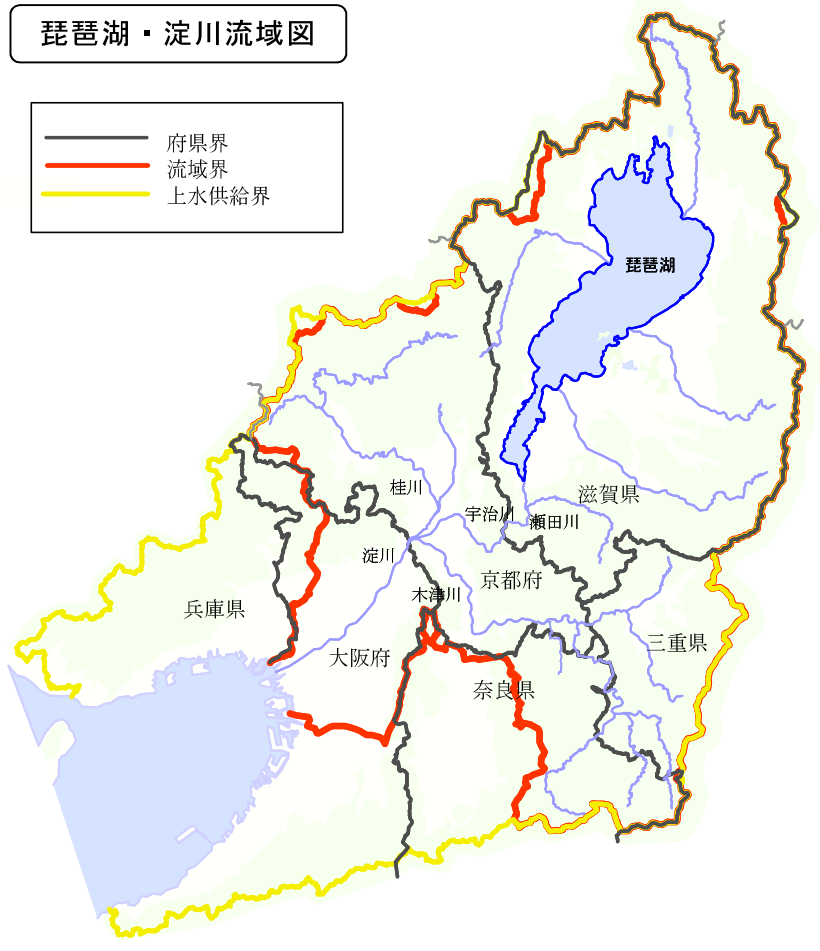 琵琶湖・淀川流域図
府県界
流域界
上水供給界
琵琶湖
桂川
宇治川
滋賀県
瀬田川
淀川
京都府
木津川
兵庫県
三重県
大阪府
奈良県